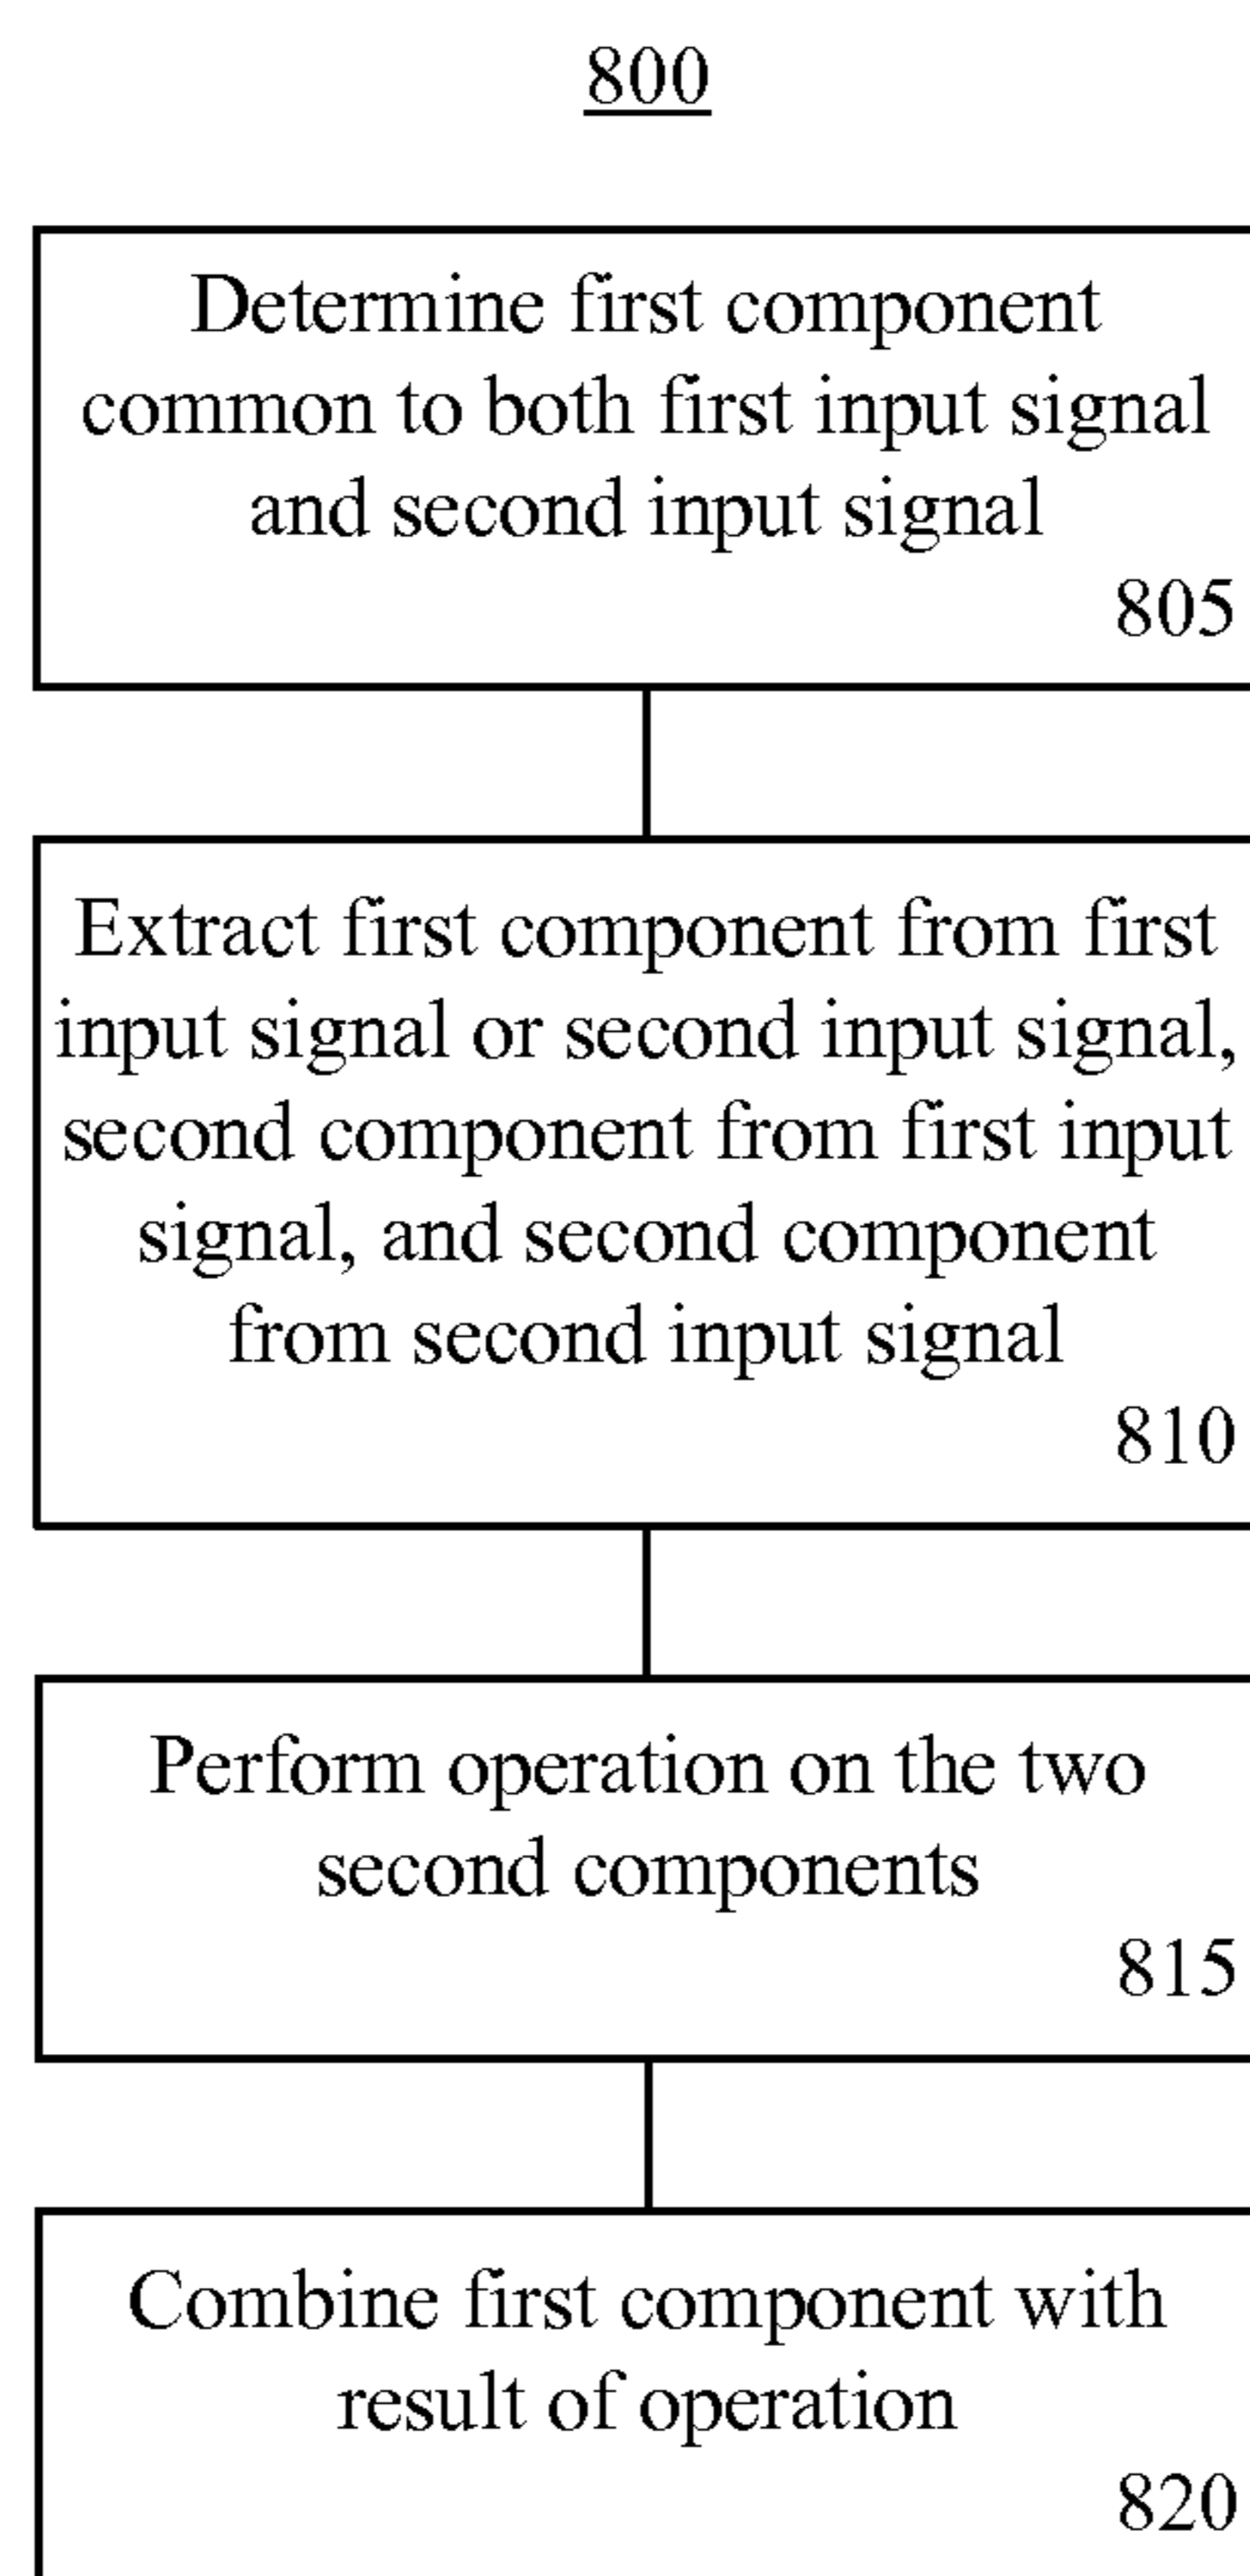 800
Determine first component
common to both first input signal
and second input signal
805
Extract first component from first
input signal or second input signal,
second component from first input
signal, and second component
from second input signal
810
Perform operation on the two
second components
815
Combine first component with
result of operation
820